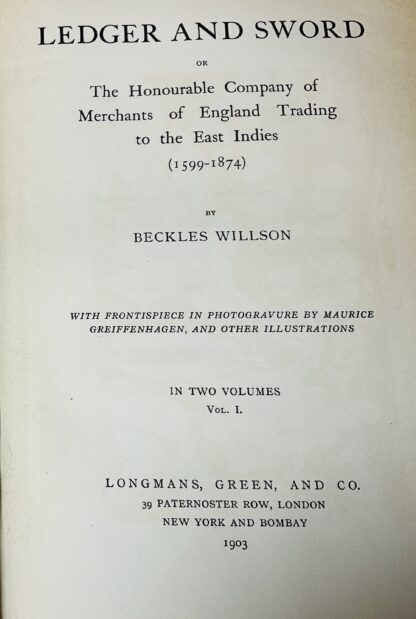 LEDGER AND SWORD
OR
The Honourable Company of
Merchants of England Trading
to the East Indies
(1599-1874)
BY
BECKLES WILLSON
WITH FRONTISPIECE IN PHOTOGRAVURE BY MAURICE
GREIFFENHAGEN, AND OTHER ILLUSTRATIONS
IN TWO VOLUMES
VOL. I.
LONGMANS, GREEN, AND CO.
39 PATERNOSTER ROW, LONDON
NEW YORK AND BOMBAY
1903